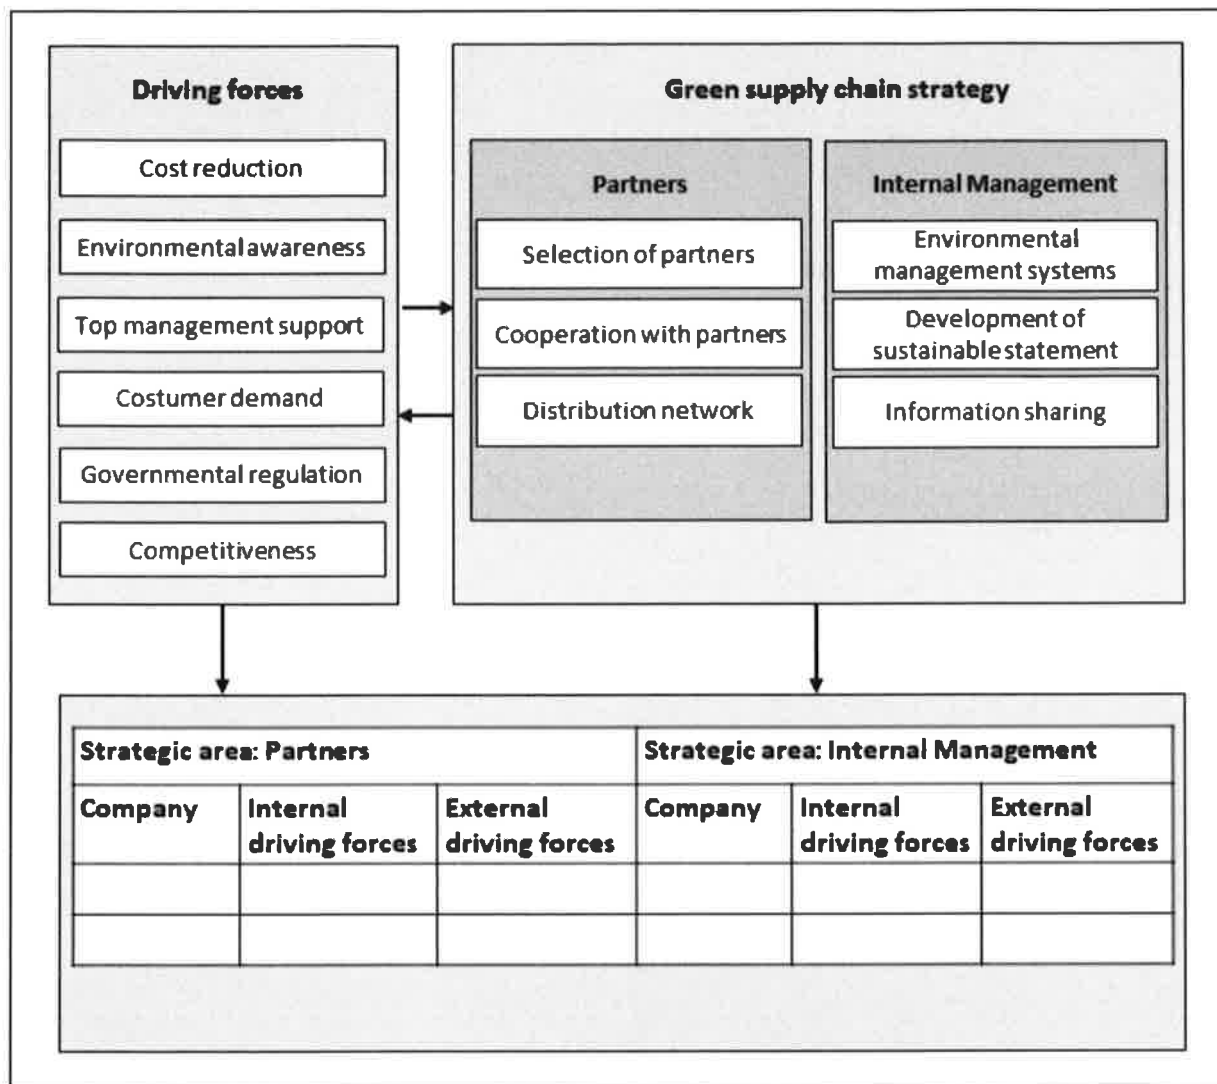 Driving forces
Cost reduction
Environmental awareness
Top management support
Costumer demand
Governmental regulation
Competitiveness
Green supply chain strategy
Partners
Selection of partners
Cooperation with partners
Distribution network
Internal Management
Environmental
management systems
Development of
sustainable statement
Information sharing
Strategic area: Partners
Strategic area: Internal Management
Company
Internal
driving forces
External
driving forces
Company
Internal
driving forces
External
driving forces